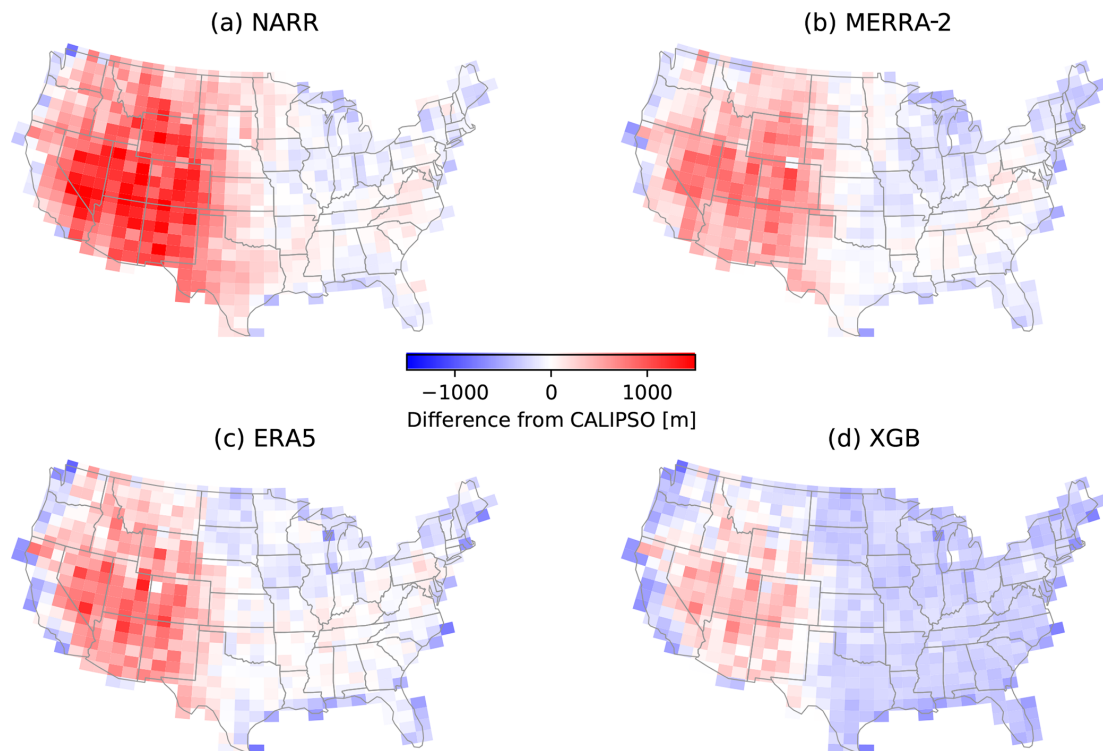 (a) NARR
(b) MERRA-2
−1000 0 1000
Difference from CALIPSO [m]
(c) ERA5
(d) XGB